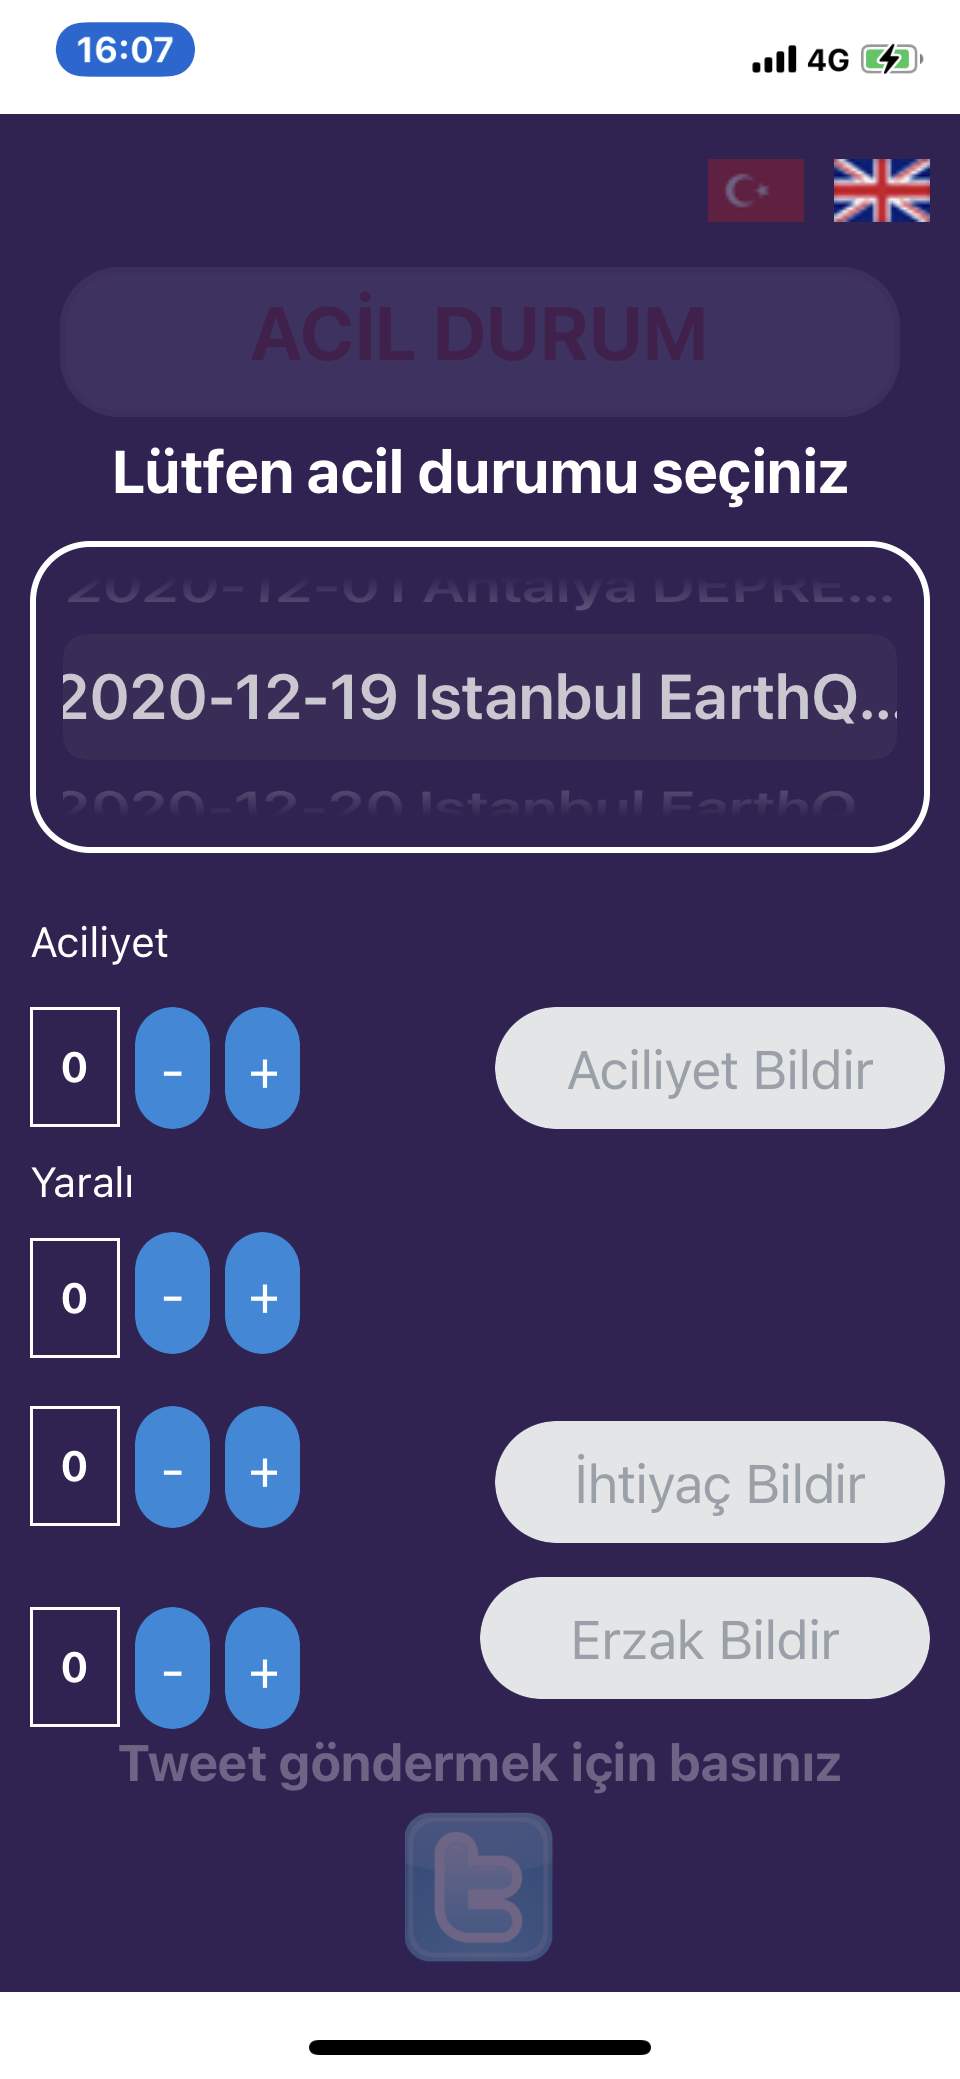 16:07
4G
ACİL DURUM
Lütfen acil durumu seçiniz
2020-12-01 Antalya DEPRE...
2020-12-19 Istanbul EarthQ...
2020-12-20 Istanbul EarthQ
Aciliyet
0 - + Aciliyet Bildir
Yaralı
0 - +
0 - + İhtiyaç Bildir
0 - + Erzak Bildir
Tweet göndermek için basınız
t